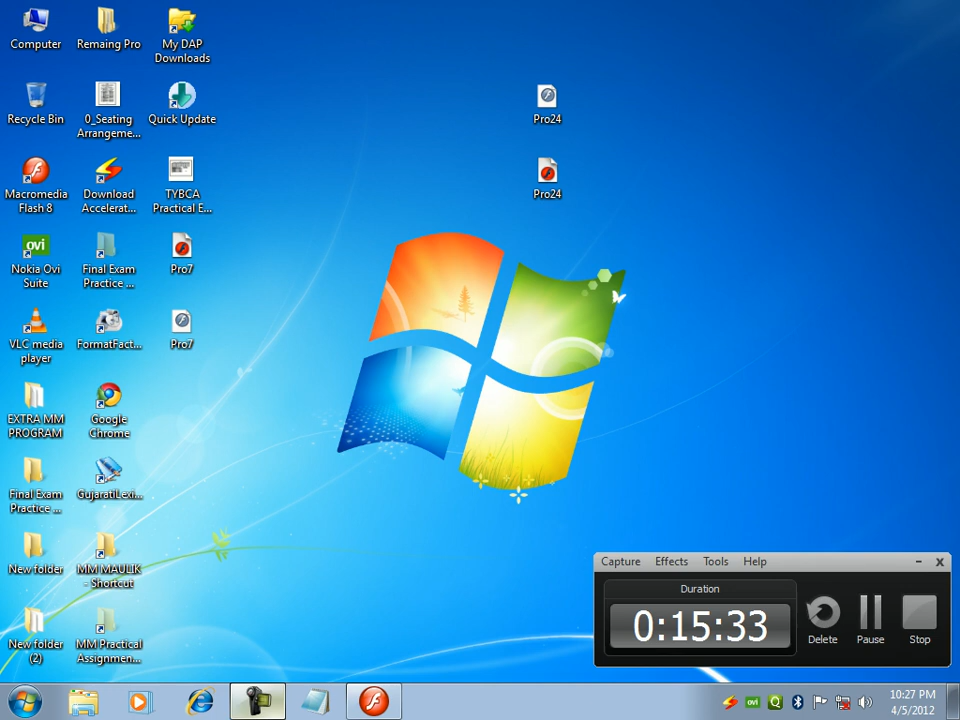 Computer
Remaing Pro
My DAP
Downloads
Recycle Bin
0_Seating
Arrangeme...
Quick Update
Pro24
Macromedia
Flash 8
Download
Accelerat...
TYBCA
Practical E...
Pro24
ovi
Nokia Ovi
Suite
Final Exam
Practice ...
Pro7
VLC media
player
FormatFact...
Pro7
EXTRA MM
PROGRAM
Google
Chrome
Final Exam
Practice ...
GujaratiLexi...
New folder
MM MAULIK
- Shortcut
New folder
(2)
MM Practical
Assignmen...
Capture Effects Tools Help
Duration
0:15:33
Delete Pause Stop
ovi
10:27 PM
4/5/2012